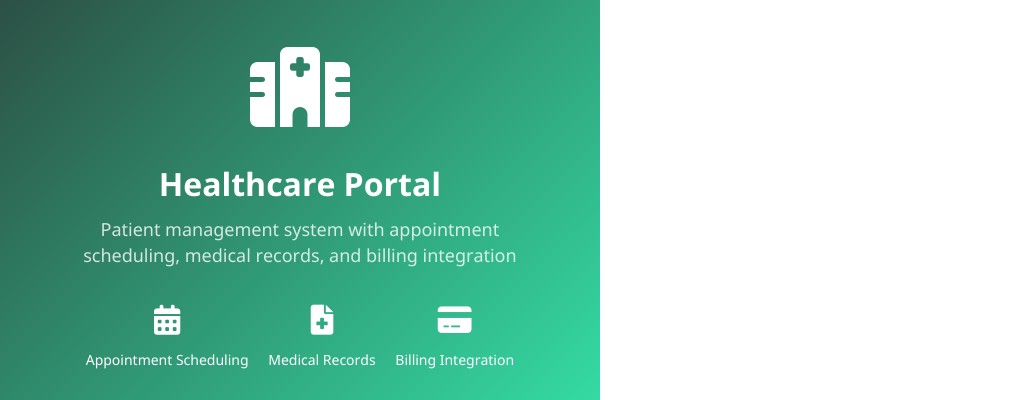 Healthcare Portal
Patient management system with appointment
scheduling, medical records, and billing integration
Appointment Scheduling
Medical Records
Billing Integration